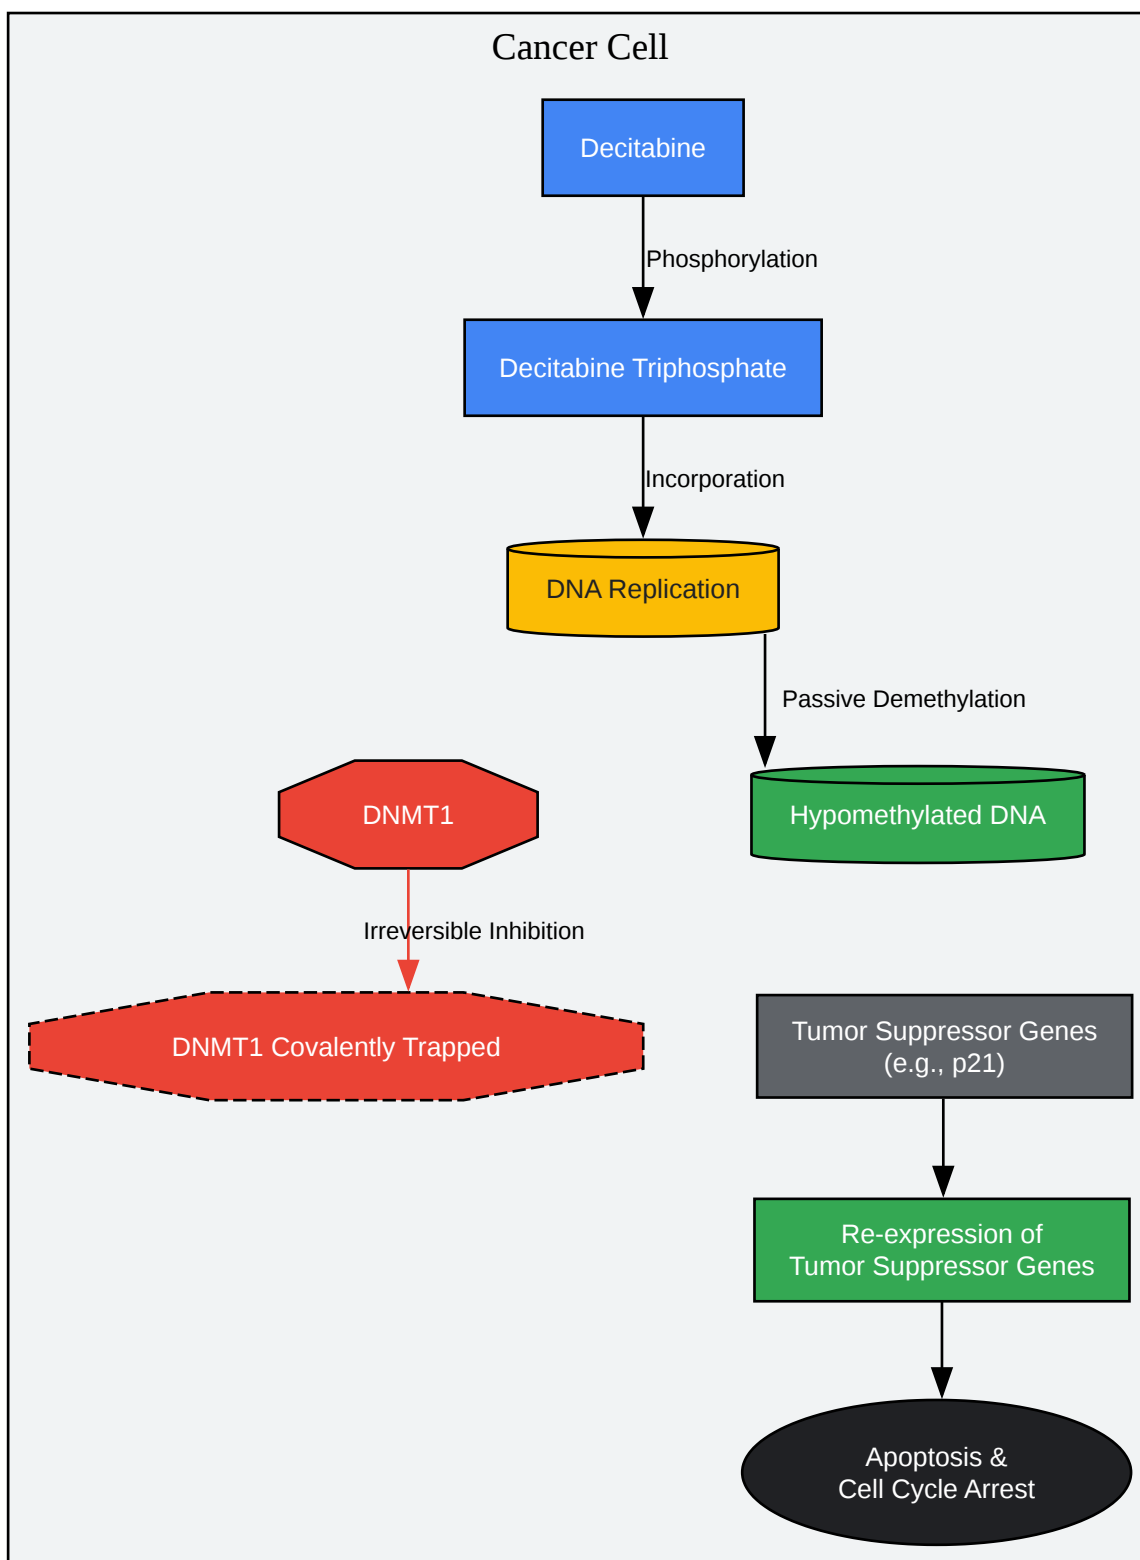 Cancer Cell
Decitabine
Phosphorylation
Decitabine Triphosphate
Incorporation
DNA Replication
Passive Demethylation
DNMT1
Hypomethylated DNA
Irreversible Inhibition
DNMT1 Covalently Trapped
Tumor Suppressor Genes
(e.g., p21)
Re-expression of
Tumor Suppressor Genes
Apoptosis &
Cell Cycle Arrest